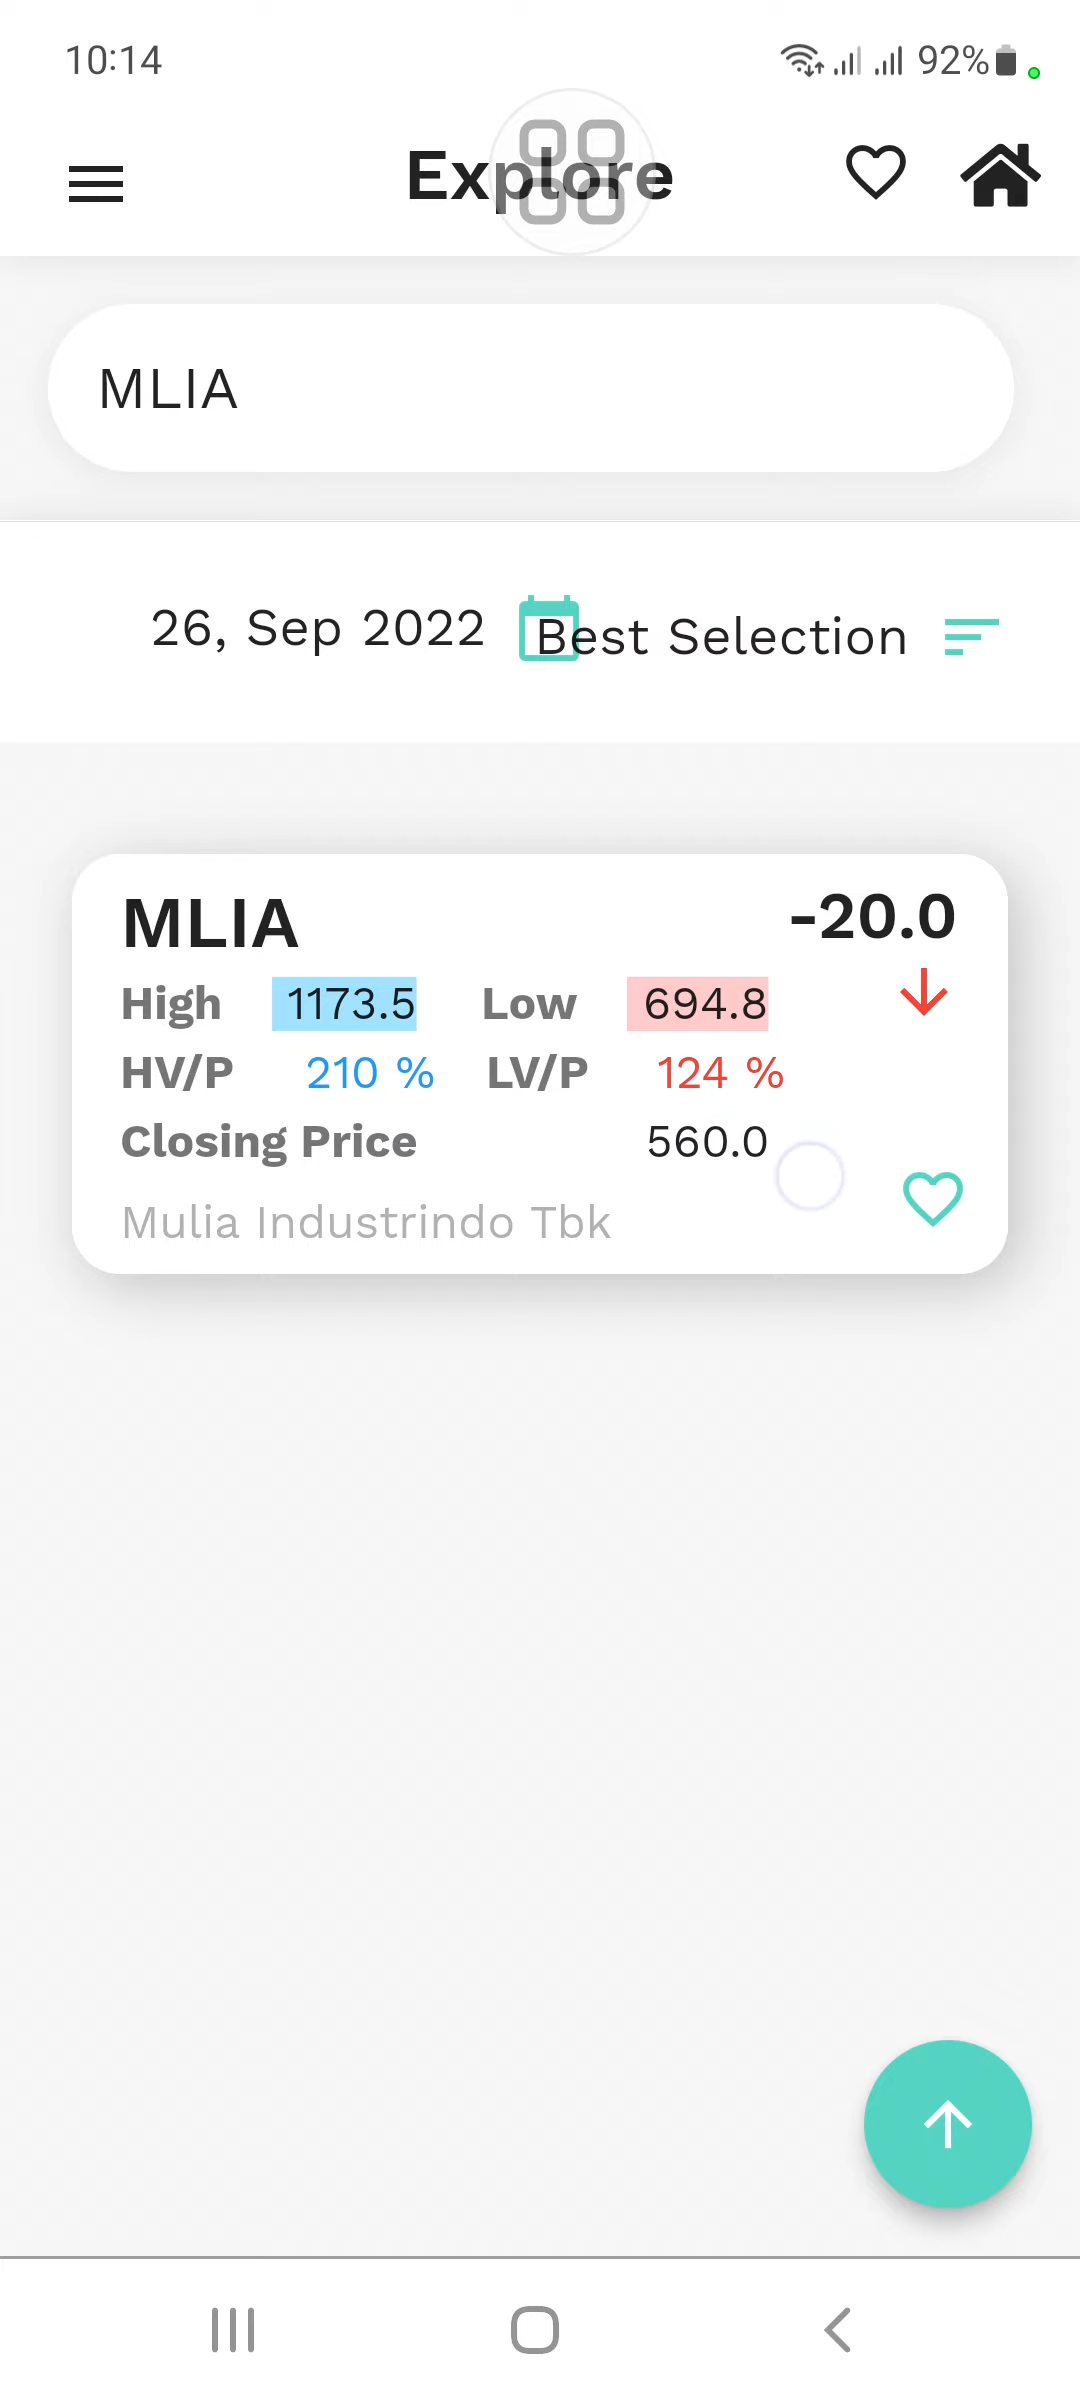 10:14 92%
Explore
MLIA
26, Sep 2022 Best Selection
MLIA -20.0
High 1173.5 Low 694.8
HV/P 210 % LV/P 124 %
Closing Price 560.0
Mulia Industrindo Tbk